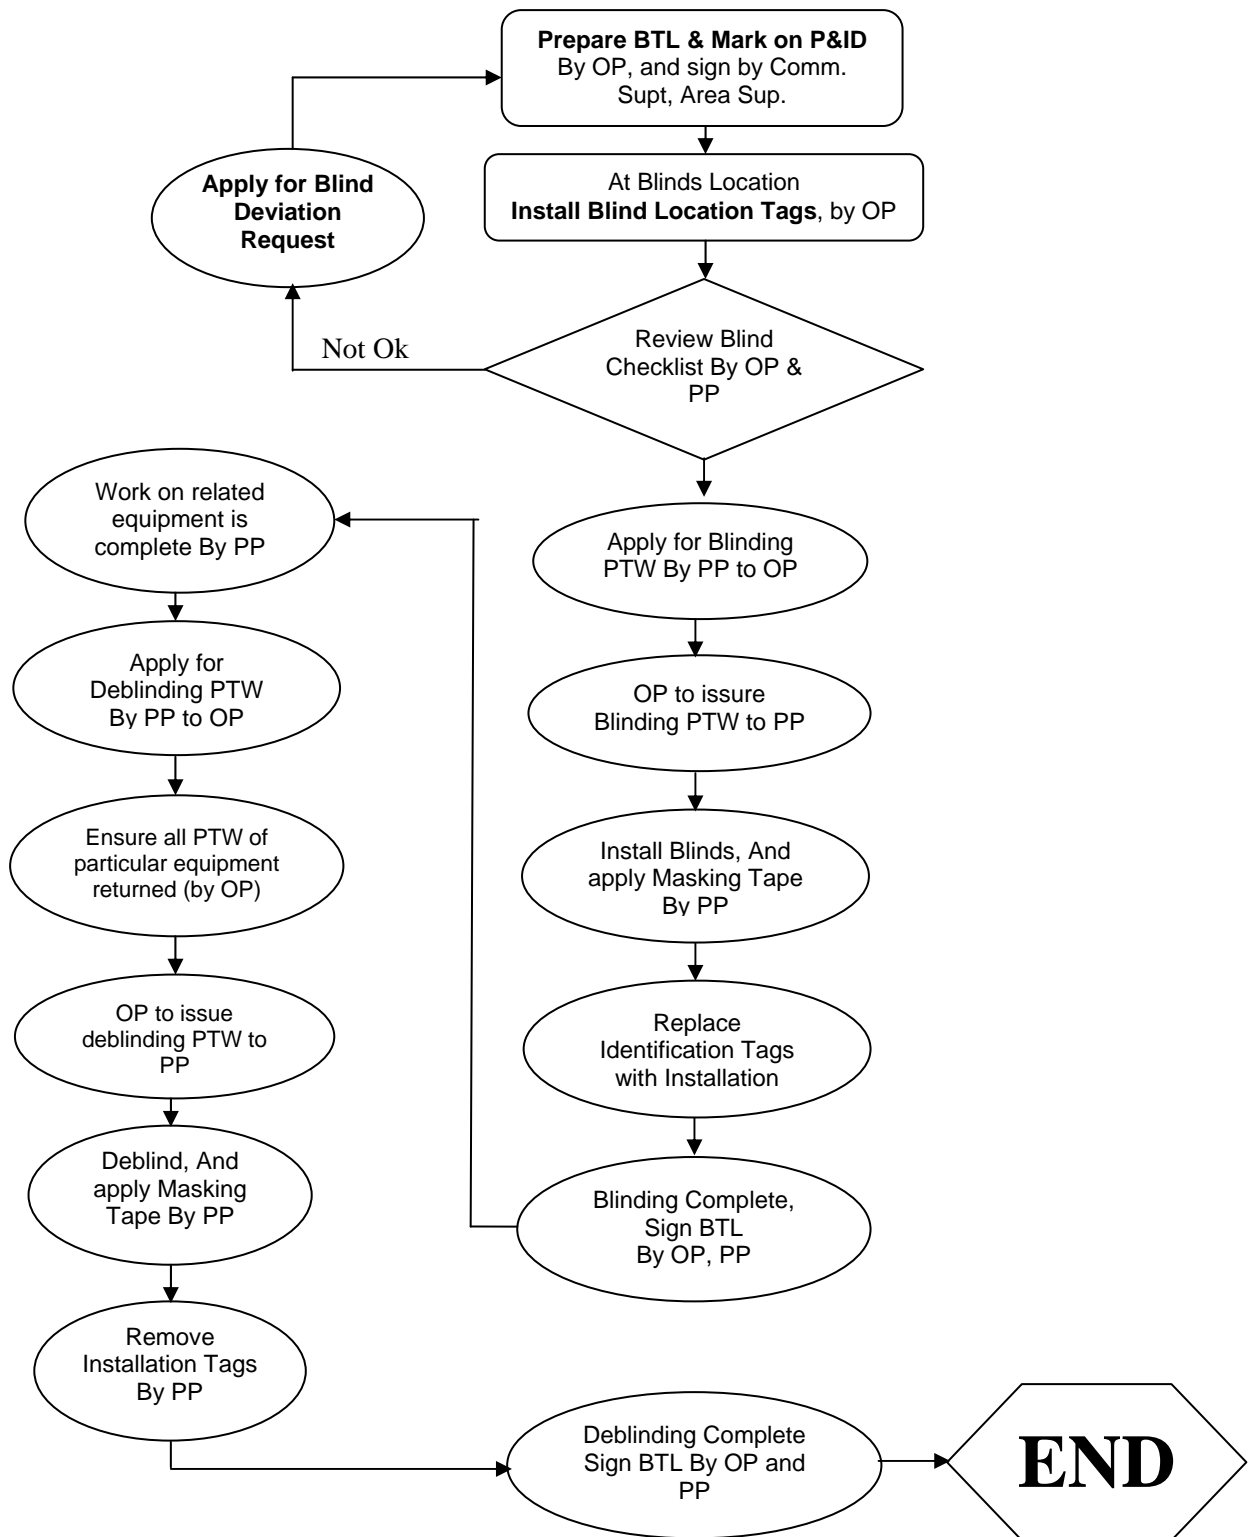 Prepare BTL & Mark on P&ID
By OP, and sign by Comm.
Supt, Area Sup.
At Blinds Location
Install Blind Location Tags, by OP
Apply for Blind
Deviation
Request
Review Blind
Checklist By OP &
PP
Not Ok
Apply for Blinding
PTW By PP to OP
OP to issure
Blinding PTW to PP
Install Blinds, And
apply Masking Tape
By PP
Replace
Identification Tags
with Installation
Blinding Complete,
Sign BTL
By OP, PP
Work on related
equipment is
complete By PP
Apply for
Deblinding PTW
By PP to OP
Ensure all PTW of
particular equipment
returned (by OP)
OP to issue
deblinding PTW to
PP
Deblind, And
apply Masking
Tape By PP
Remove
Installation Tags
By PP
Deblinding Complete
Sign BTL By OP and
PP
END